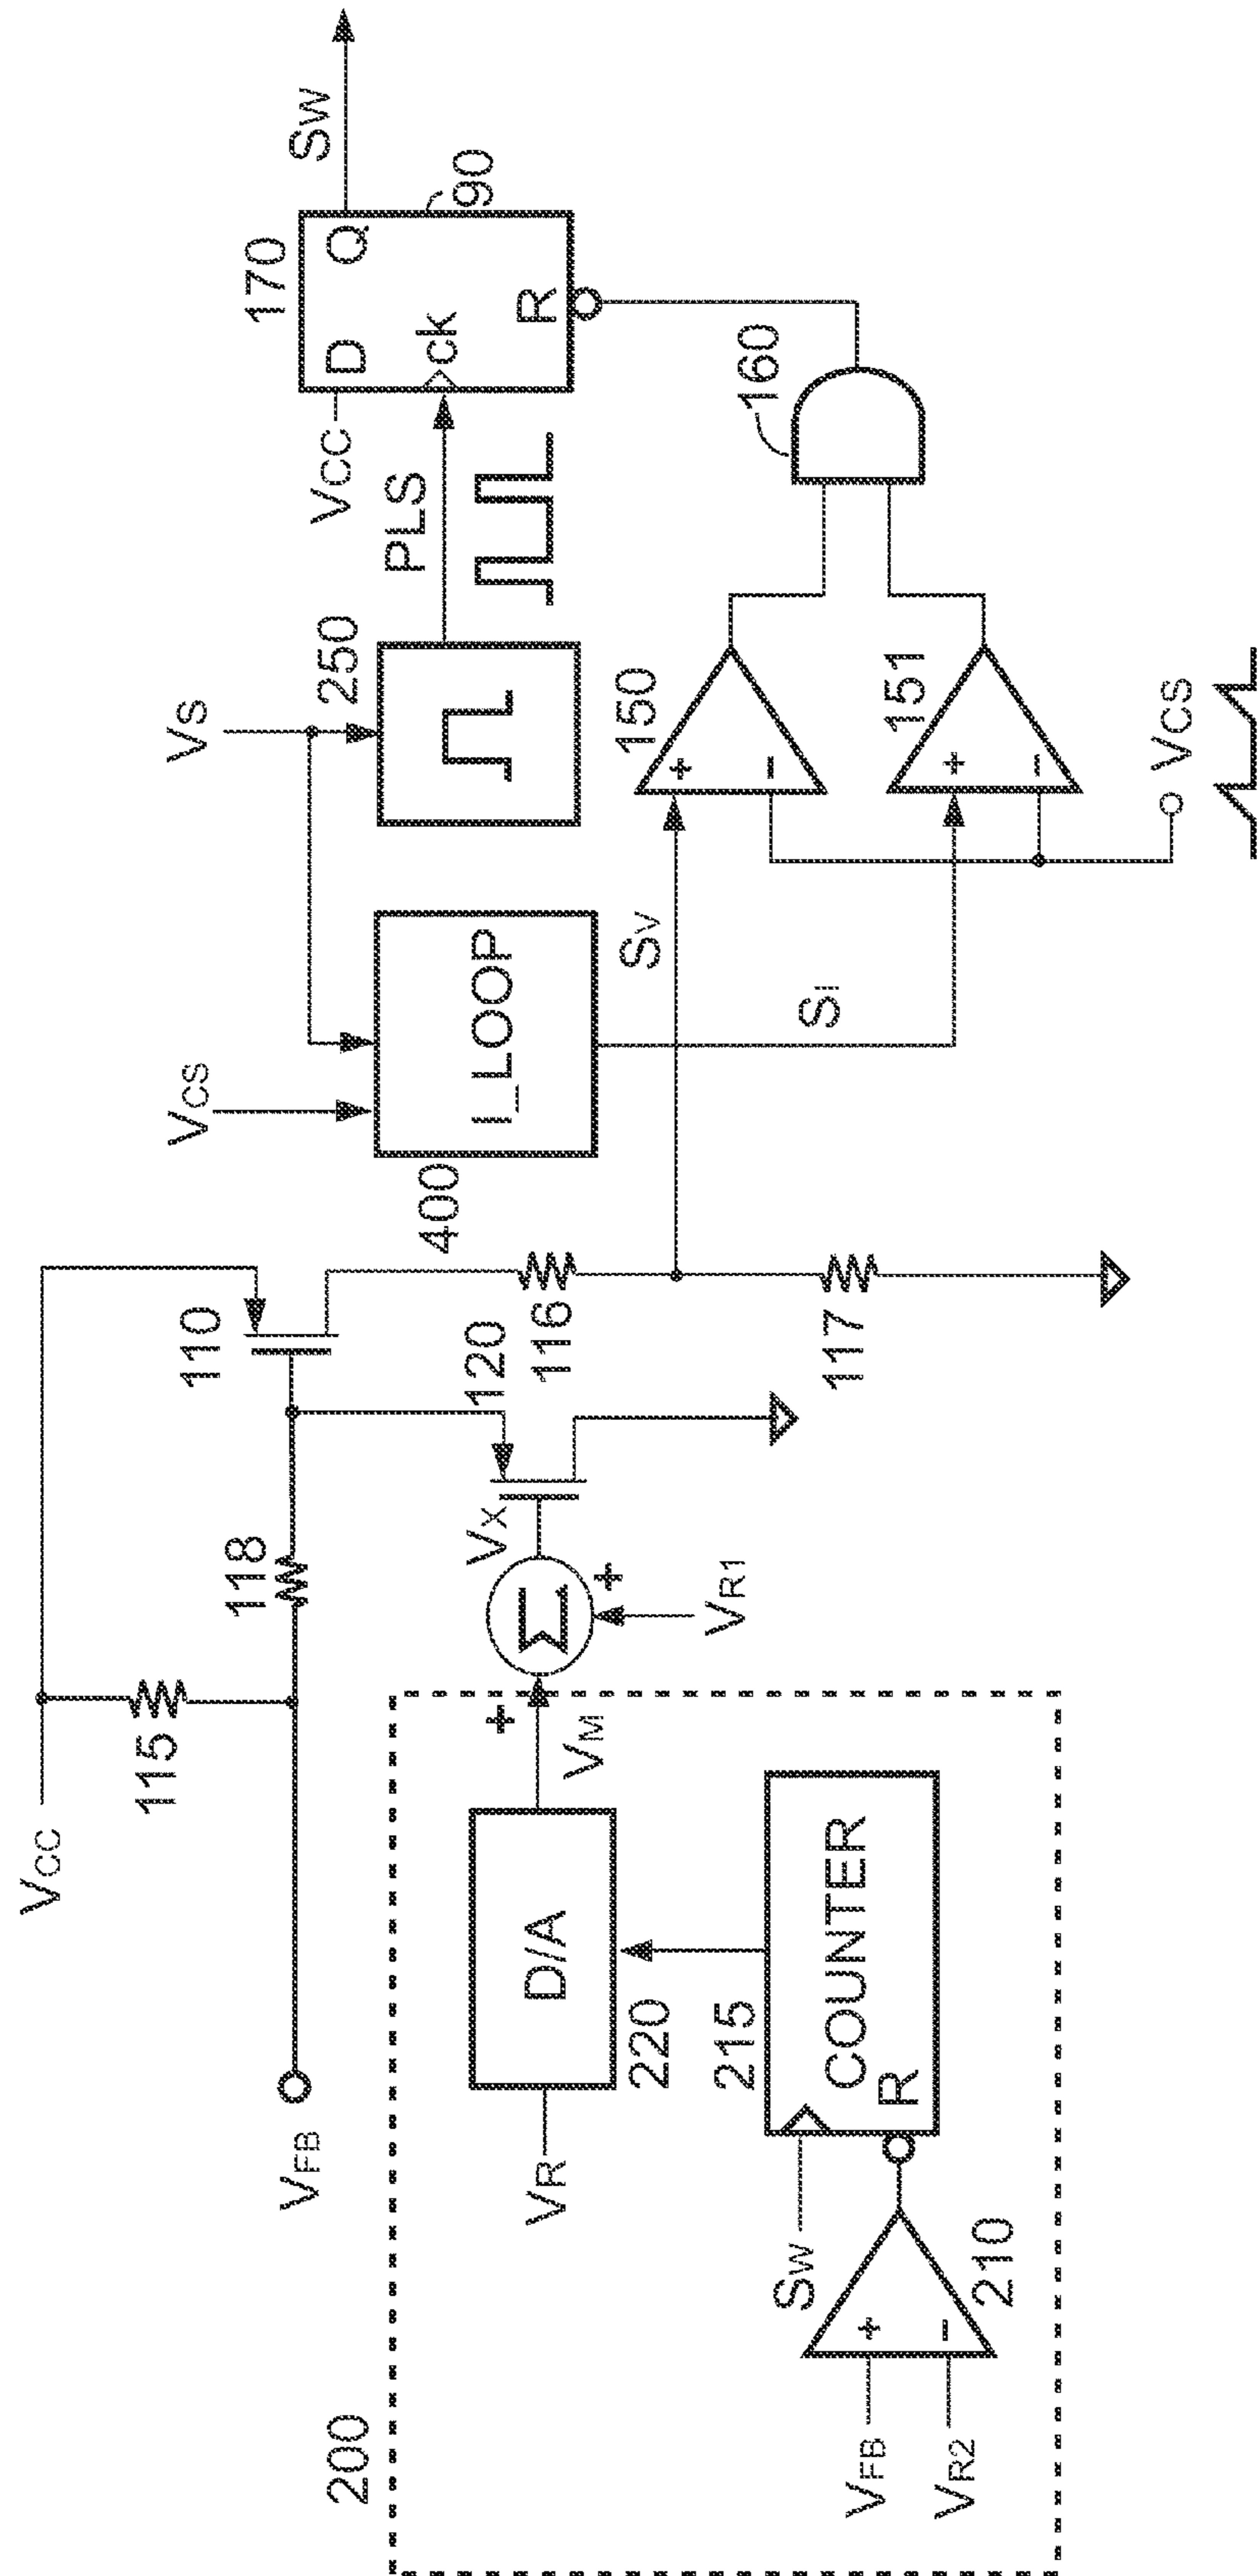 VCC
115
118
110
VFB
120
VX
116
117
VR1
VM
+
+
200
VR
D/A
220
215
COUNTER
R
SW
210
+
-
VFB
VR2
VCS
VS
400
I_LOOP
250
PLS
SV
SI
150
+
-
151
+
-
VCS
160
VCC
170
D
Q
ck
R
90
SW
Σ